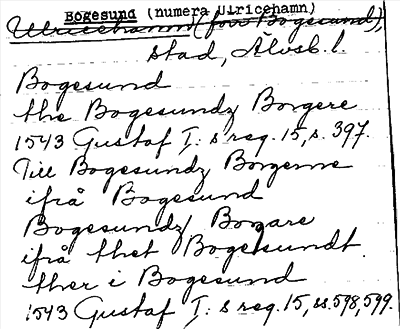 Bogesund (numera Ulricehamn)
Ulricehamn (förr Bogesund),
stad, Älvsb. l.
Bogesund
the Bogesundz Borgere
1543 Gustaf I:s reg. 15, s. 397.
Till Bogesundz Borgerne
ifrå Bogesund
Bogesundz Borgare
ifrå thet Bogesundt
ther i Bogesund
1543 Gustaf I:s reg. 15, ss. 598, 599.